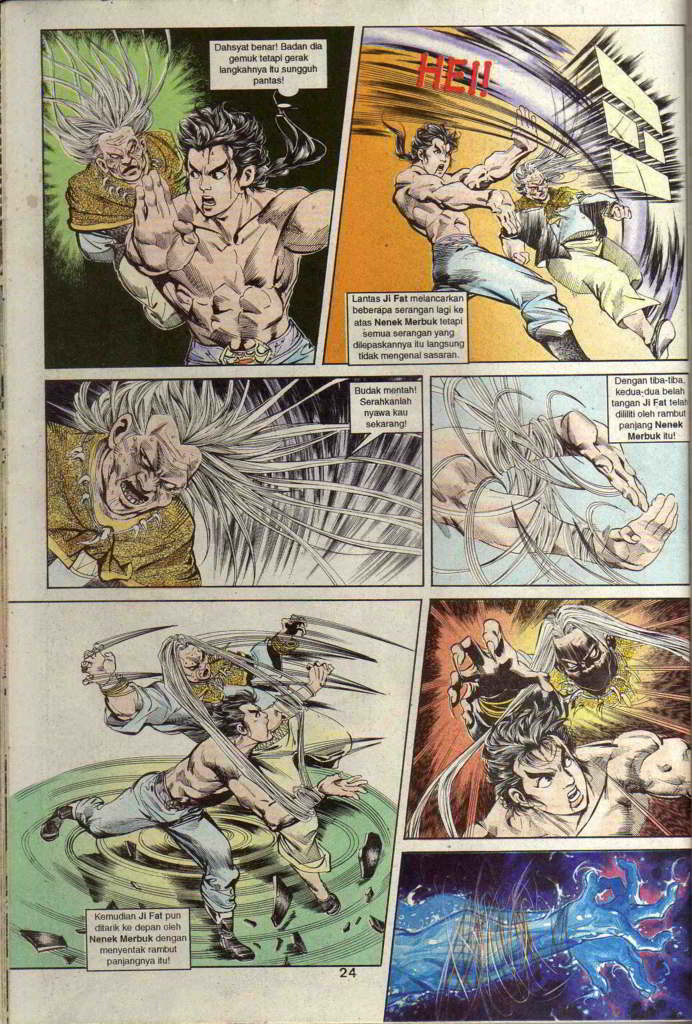 Dahsyat benar! Badan dia
gemuk tetapi gerak
langkahnya itu sungguh
pantas!
HEI!!
Lantas Ji Fat melancarkan
beberapa serangan lagi ke
atas Nenek Merbuk tetapi
serangan yang
dilepaskannya itu langsung
tidak mengenai sasaran.
Budak mentah!
Serahkanlah
nyawa kau
sekarang!
Dengan tiba-tiba,
kedua-dua belah
tangan Ji Fat telah
dililiti oleh rambut
panjang Nenek
Merbuk itu!
Kemudian Ji Fat pun
ditarik ke depan oleh
Nenek Merbuk dengan
menyentak rambut
panjangnya itu!
24